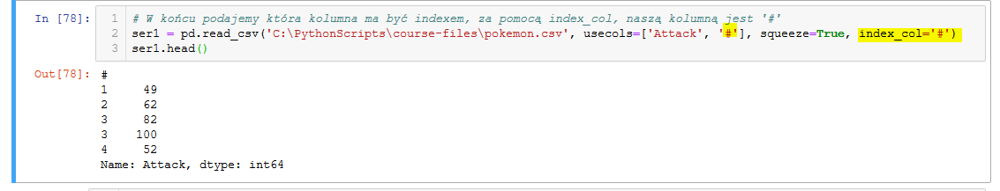 In [78]:
1 # W końcu podajemy która kolumna ma być indexem, za pomocą index_col, naszą kolumną jest '#'
2 ser1 = pd.read_csv('C:\PythonScripts\course-files\pokemon.csv', usecols=['Attack', '#'], squeeze=True, index_col='#')
3 ser1.head()
Out[78]: #
1 49
2 62
3 82
3 100
4 52
Name: Attack, dtype: int64